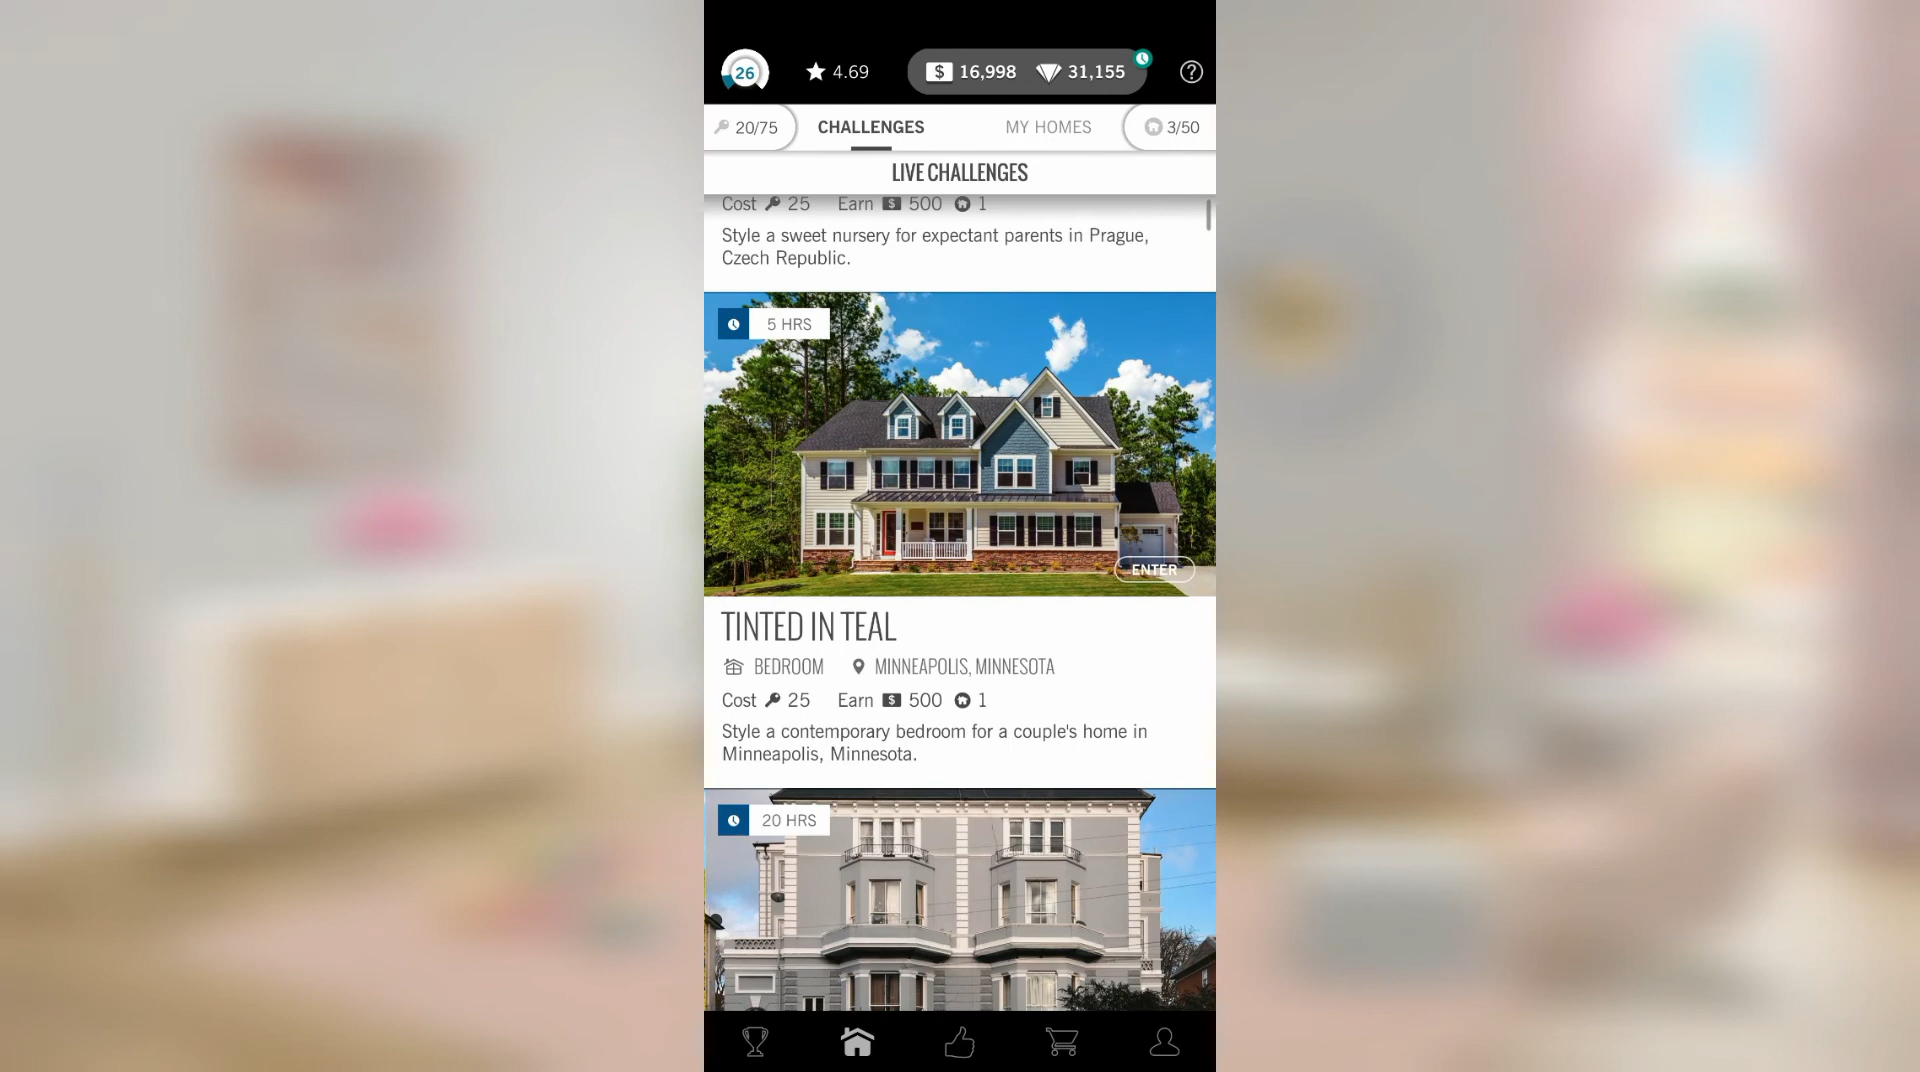 26
4.69
$ 16,998
31,155
20/75
CHALLENGES
MY HOMES
3/50
LIVE CHALLENGES
Cost 25 Earn $ 500 1
Style a sweet nursery for expectant parents in Prague,
Czech Republic.
5 HRS
ENTER
TINTED IN TEAL
BEDROOM
MINNEAPOLIS, MINNESOTA
Cost 25 Earn $ 500 1
Style a contemporary bedroom for a couple's home in
Minneapolis, Minnesota.
20 HRS